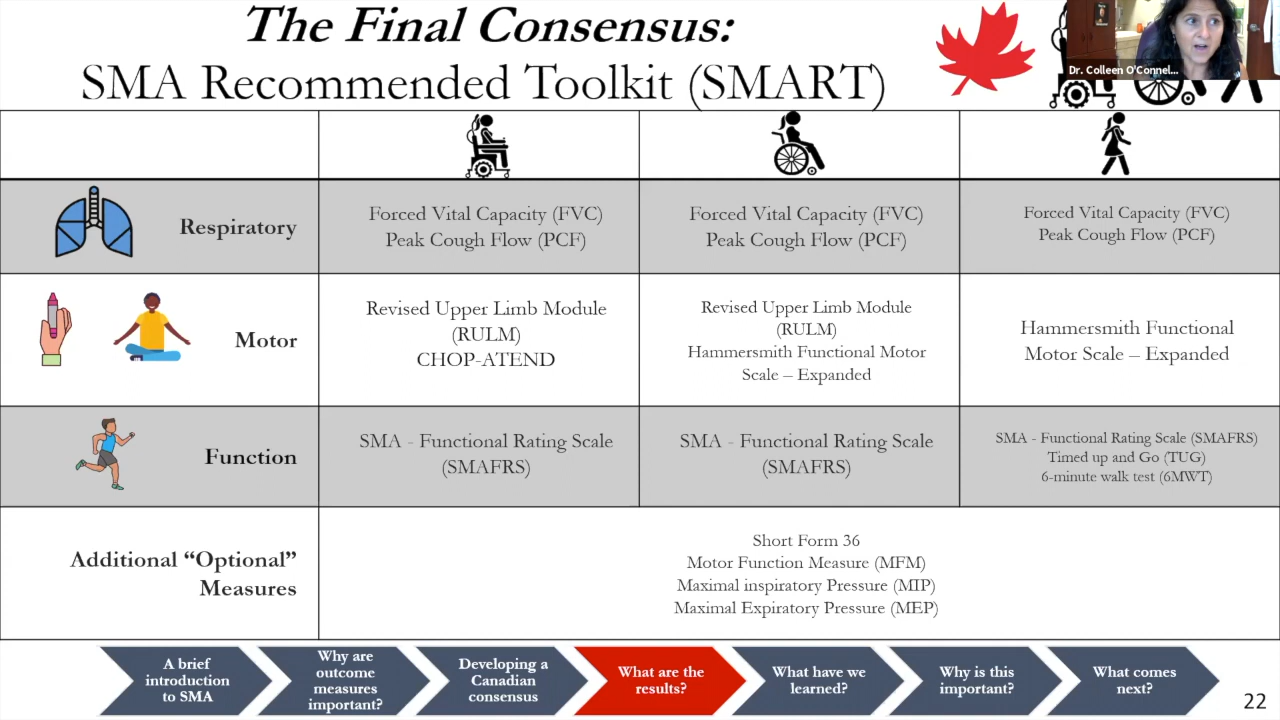 The Final Consensus:
SMA Recommended Toolkit (SMART)
Dr. Colleen O'Connel...
Respiratory
Forced Vital Capacity (FVC)
Peak Cough Flow (PCF)
Forced Vital Capacity (FVC)
Peak Cough Flow (PCF)
Forced Vital Capacity (FVC)
Peak Cough Flow (PCF)
Motor
Revised Upper Limb Module
(RULM)
CHOP-ATEND
Revised Upper Limb Module
(RULM)
Hammersmith Functional Motor
Scale – Expanded
Hammersmith Functional
Motor Scale – Expanded
Function
SMA - Functional Rating Scale
(SMAFRS)
SMA - Functional Rating Scale
(SMAFRS)
SMA - Functional Rating Scale (SMAFRS)
Timed up and Go (TUG)
6-minute walk test (6MWT)
Additional “Optional”
Measures
Short Form 36
Motor Function Measure (MFM)
Maximal inspiratory Pressure (MIP)
Maximal Expiratory Pressure (MEP)
A brief
introduction
to SMA
Why are
outcome
measures
important?
Developing a
Canadian
consensus
What are the
results?
What have we
learned?
Why is this
important?
What comes
next?
22